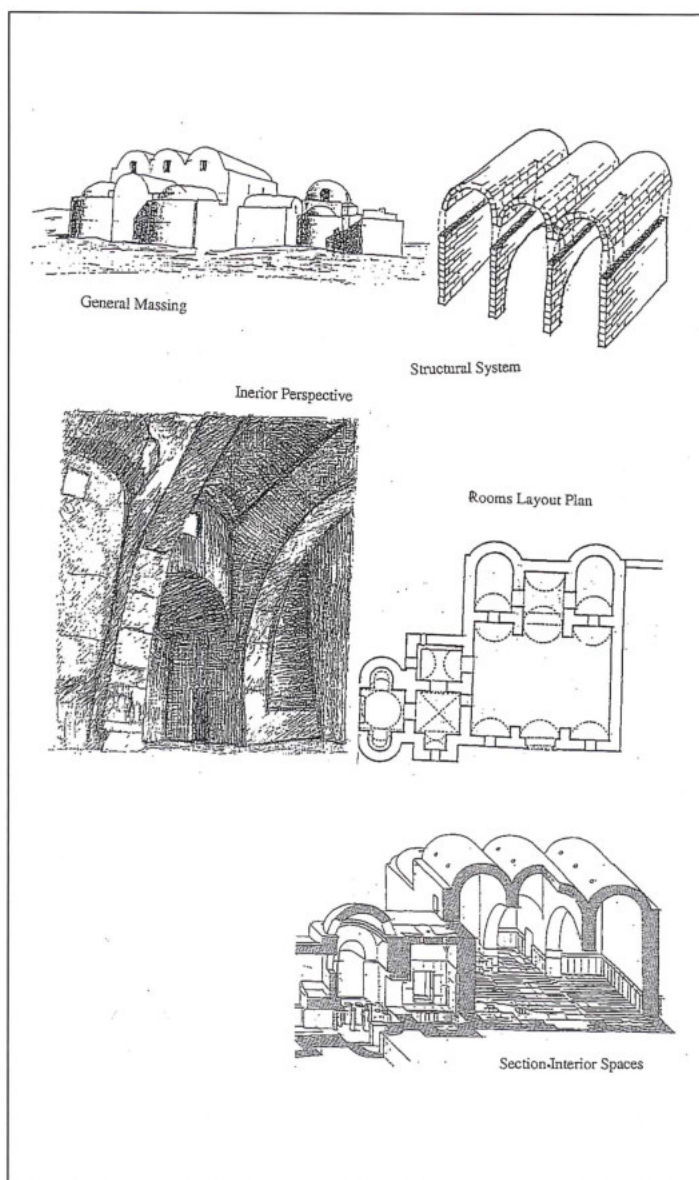 General Massing
Structural System
Inerior Perspective
Rooms Layout Plan
Section-Interior Spaces